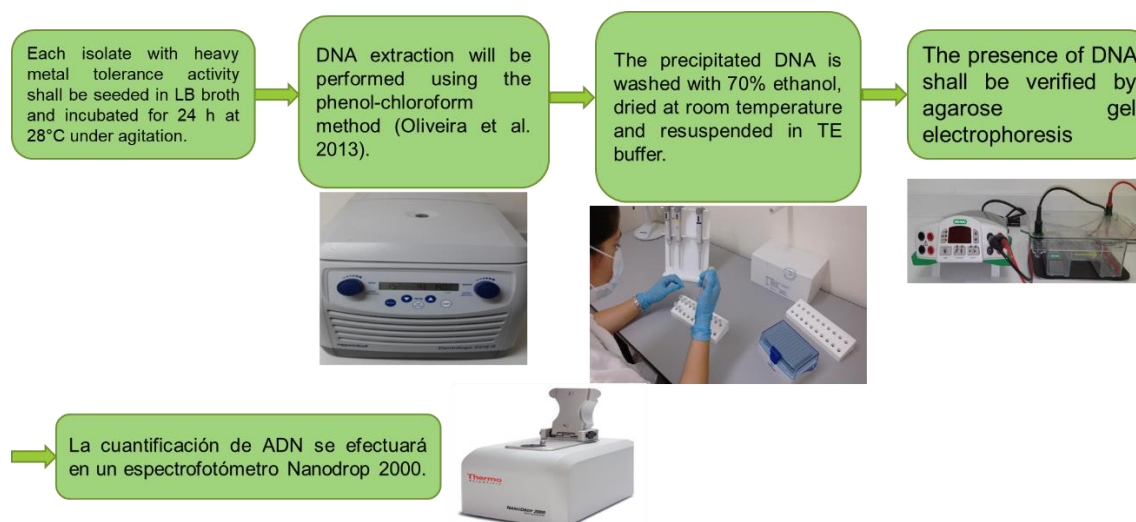 Each isolate with heavy
metal tolerance activity
shall be seeded in LB broth
and incubated for 24 h at
28°C under agitation.
DNA extraction will be
performed using the
phenol-chloroform
method (Oliveira et al.
2013).
The precipitated DNA is
washed with 70% ethanol,
dried at room temperature
and resuspended in TE
buffer.
The presence of DNA
shall be verified by
agarose gel
electrophoresis
La cuantificación de ADN se efectuará
en un espectrofotómetro Nanodrop 2000.
Thermo
SCIENTIFIC
NANODROP 2000